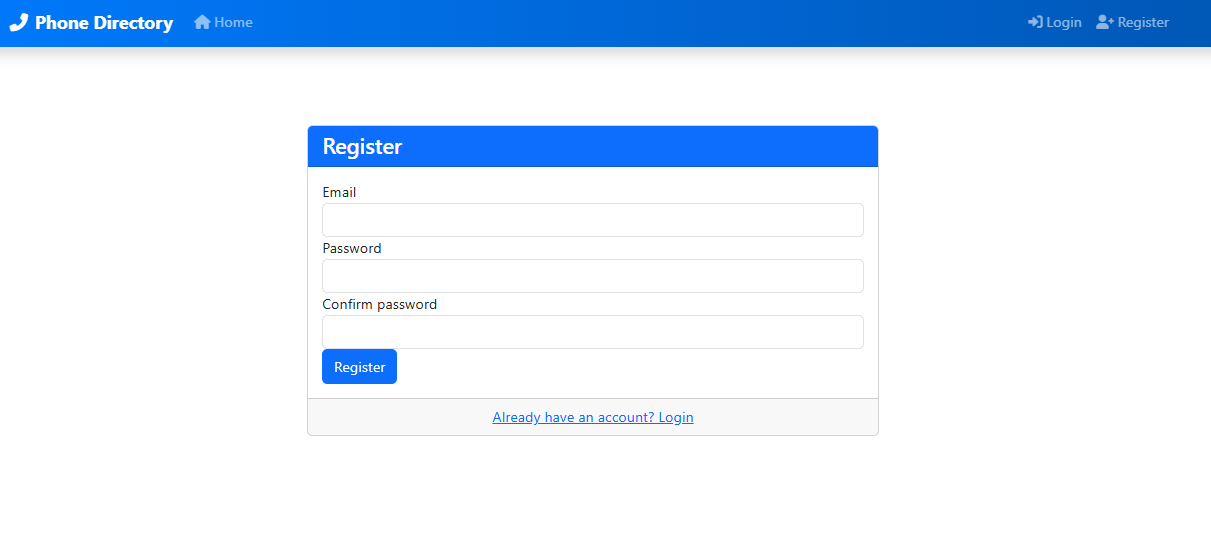 Phone Directory Home Login Register
Register
Email
Password
Confirm password
Register
Already have an account? Login